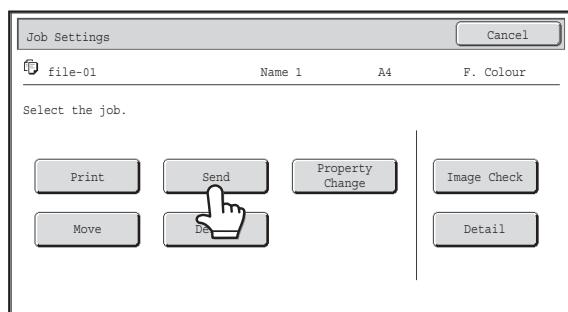 Job Settings
Cancel
file-01 Name 1 A4 F. Colour
Select the job.
Print
Send
Property
Change
Image Check
Move
Detail